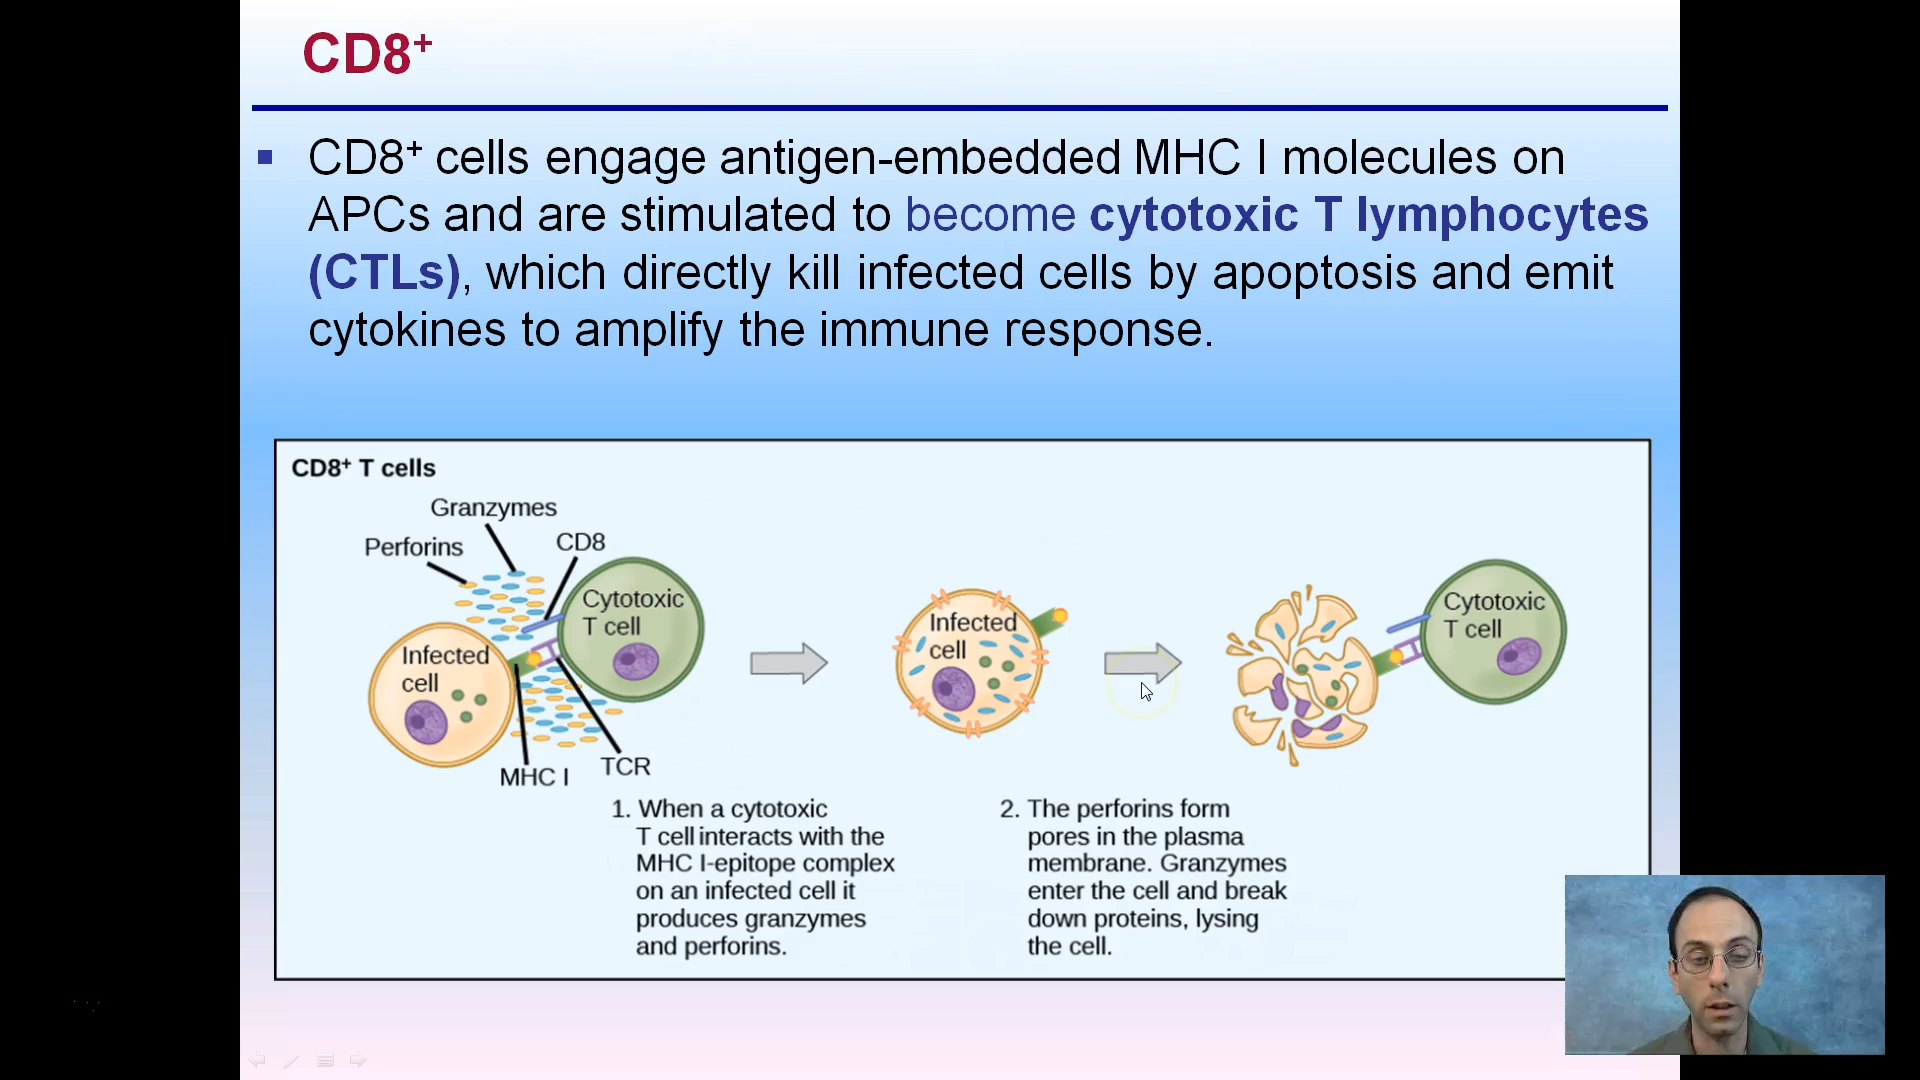 CD8⁺
▪ CD8⁺ cells engage antigen-embedded MHC I molecules on
APCs and are stimulated to become cytotoxic T lymphocytes
(CTLs), which directly kill infected cells by apoptosis and emit
cytokines to amplify the immune response.
CD8⁺ T cells
Granzymes
Perforins
CD8
Cytotoxic
T cell
Infected
cell
MHC I
TCR
Infected
cell
Cytotoxic
T cell
1. When a cytotoxic
T cell interacts with the
MHC I-epitope complex
on an infected cell it
produces granzymes
and perforins.
2. The perforins form
pores in the plasma
membrane. Granzymes
enter the cell and break
down proteins, lysing
the cell.